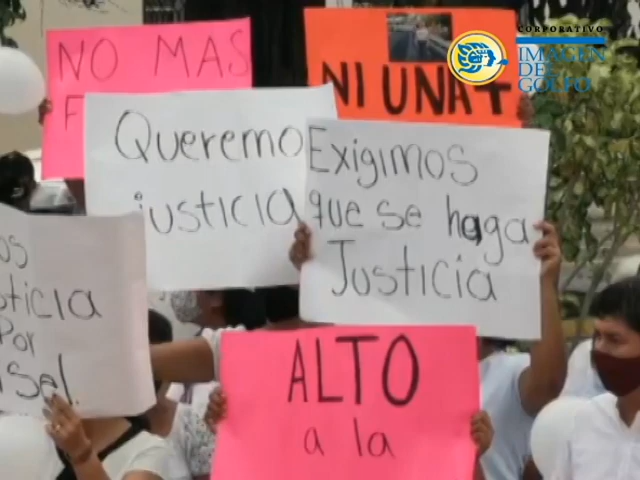 NO MAS
F
NI UNA +
CORPORATIVO
IMAGEN
DEL
GOLFO
Queremo
justicia
Exigimos
que se haga
Justicia
os
sticia
Por
isel.
ALTO
a la